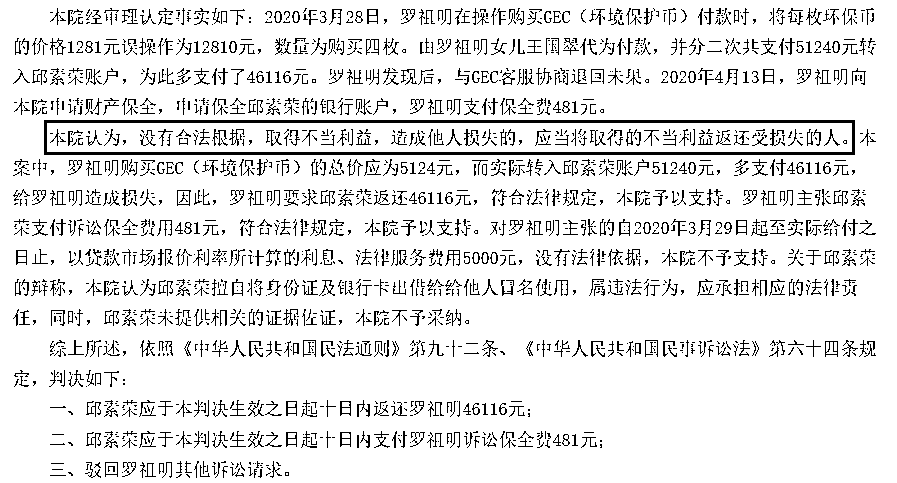 本院经审理认定事实如下：2020年3月28日，罗祖明在操作购买GEC（环境保护币）付款时，将每枚环保币
的价格1281元误操作为12810元，数量为购买四枚。由罗祖明女儿王国翠代为付款，并分二次共支付51240元转
入邱素荣账户，为此多支付了46116元。罗祖明发现后，与GEC客服协商退回未果。2020年4月13日，罗祖明向
本院申请财产保全，申请保全邱素荣的银行账户，罗祖明支付保全费481元。
本院认为，没有合法根据，取得不当利益，造成他人损失的，应当将取得的不当利益返还受损失的人。本
案中，罗祖明购买GEC（环境保护币）的总价应为5124元，而实际转入邱素荣账户51240元，多支付46116元，
给罗祖明造成损失，因此，罗祖明要求邱素荣返还46116元，符合法律规定，本院予以支持。罗祖明主张邱素
荣支付诉讼保全费用481元，符合法律规定，本院予以支持。对罗祖明主张的自2020年3月29日起至实际给付之
日止，以贷款市场报价利率所计算的利息、法律服务费用5000元，没有法律依据，本院不予支持。关于邱素荣
的辩称，本院认为邱素荣擅自将身份证及银行卡出借给给他人冒名使用，属违法行为，应承担相应的法律责
任，同时，邱素荣未提供相关的证据佐证，本院不予采纳。
综上所述，依照《中华人民共和国民法通则》第九十二条、《中华人民共和国民事诉讼法》第六十四条规
定，判决如下：
一、邱素荣应于本判决生效之日起十日内返还罗祖明46116元；
二、邱素荣应于本判决生效之日起十日内支付罗祖明诉讼保全费481元；
三、驳回罗祖明其他诉讼请求。